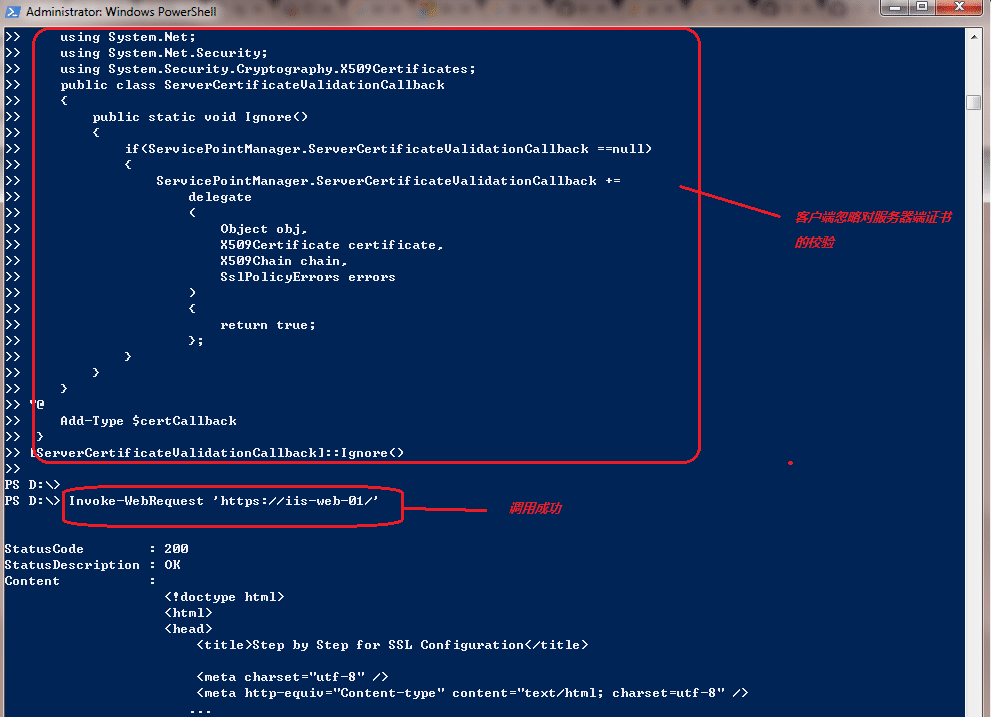 Administrator: Windows PowerShell
>>     using System.Net;
>>     using System.Net.Security;
>>     using System.Security.Cryptography.X509Certificates;
>>     public class ServerCertificateValidationCallback
>>     {
>>         public static void Ignore()
>>         {
>>             if(ServicePointManager.ServerCertificateValidationCallback ==null)
>>             {
>>                 ServicePointManager.ServerCertificateValidationCallback +=
>>                     delegate
>>                     (
>>                         Object obj,
>>                         X509Certificate certificate,
>>                         X509Chain chain,
>>                         SslPolicyErrors errors
>>                     )
>>                     {
>>                         return true;
>>                     };
>>             }
>>         }
>>     }
>> "@
>>     Add-Type $certCallback
>> }
>> [ServerCertificateValidationCallback]::Ignore()
>>
客户端忽略对服务器端证书
的校验
PS D:\>
PS D:\> Invoke-WebRequest 'https://iis-web-01/'
调用成功
StatusCode        : 200
StatusDescription : OK
Content           :
                    <!doctype html>
                    <html>
                    <head>
                        <title>Step by Step for SSL Configuration</title>
                        <meta charset="utf-8" />
                        <meta http-equiv="Content-type" content="text/html; charset=utf-8" />
                       ...